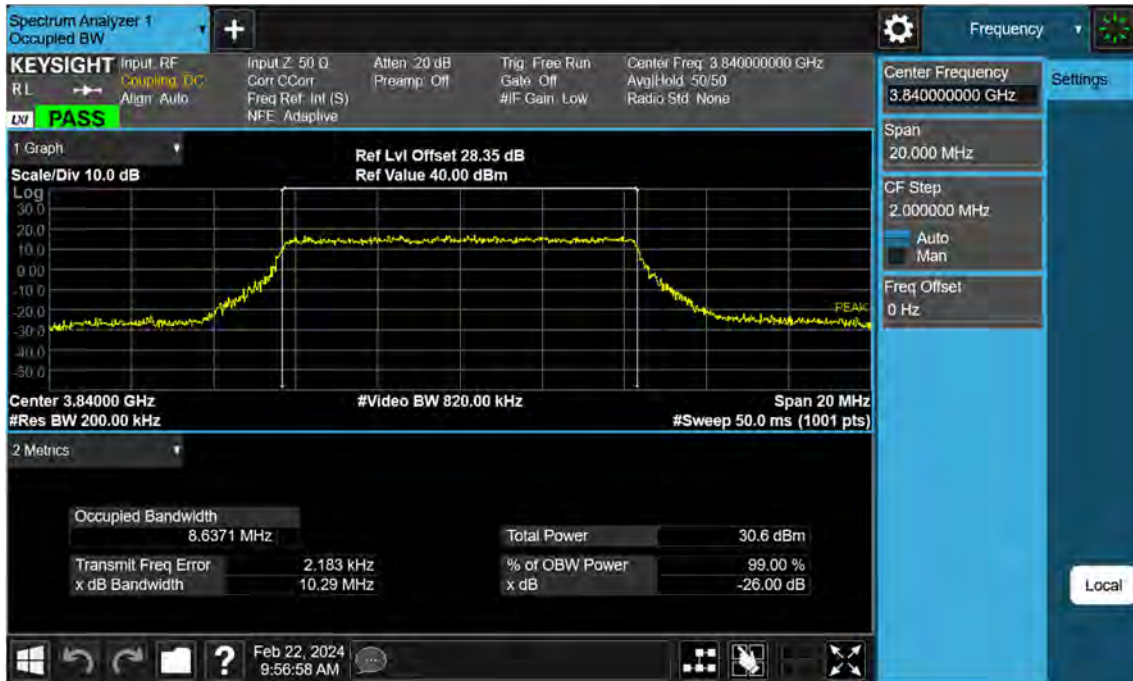 Spectrum Analyzer 1
Occupied BW
Frequency
KEYSIGHT
RL
LXI
PASS
Input: RF
Coupling: DC
Align: Auto
Input Z: 50 Ω
Corr CCorr
Freq Ref: Int (S)
NFE: Adaptive
Atten: 20 dB
Preamp: Off
Trig: Free Run
Gate: Off
#IF Gain: Low
Center Freq: 3.840000000 GHz
Avg|Hold: 50/50
Radio Std: None
1 Graph
Scale/Div 10.0 dB
Ref Lvl Offset 28.35 dB
Ref Value 40.00 dBm
Log
30.0
20.0
10.0
0.00
-10.0
-20.0
-30.0
-40.0
-50.0
PEAK
Center 3.84000 GHz
#Video BW 820.00 kHz
Span 20 MHz
#Res BW 200.00 kHz
#Sweep 50.0 ms (1001 pts)
2 Metrics
Occupied Bandwidth
8.6371 MHz
Total Power 30.6 dBm
Transmit Freq Error 2.183 kHz
% of OBW Power 99.00 %
x dB Bandwidth 10.29 MHz
x dB -26.00 dB
Center Frequency
3.840000000 GHz
Settings
Span
20.000 MHz
CF Step
2.000000 MHz
Auto
Man
Freq Offset
0 Hz
Local
?
Feb 22, 2024
9:56:58 AM